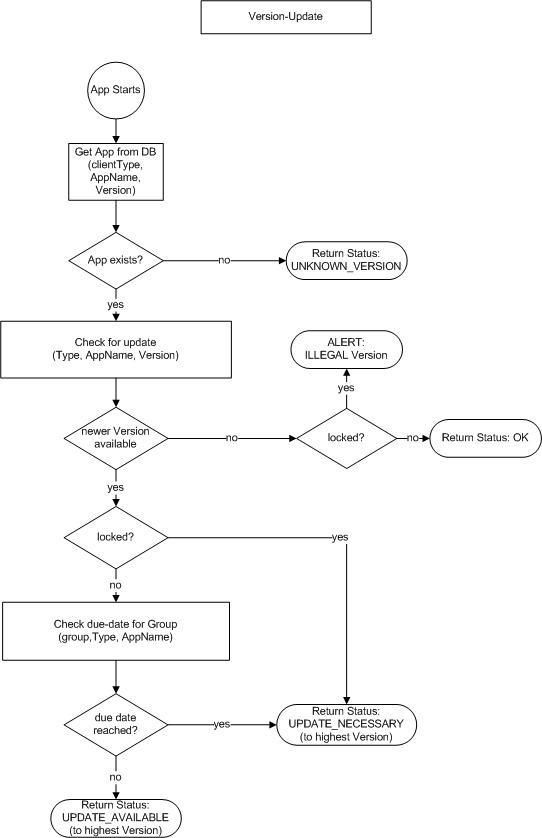 Version-Update
App Starts
Get App from DB
(clientType,
AppName,
Version)
App exists?
no
Return Status:
UNKNOWN_VERSION
yes
Check for update
(Type, AppName, Version)
ALERT:
ILLEGAL Version
yes
newer Version
available
no
locked?
no
Return Status: OK
yes
locked?
yes
no
Check due-date for Group
(group,Type, AppName)
due date
reached?
yes
Return Status:
UPDATE_NECESSARY
(to highest Version)
no
Return Status:
UPDATE_AVAILABLE
(to highest Version)